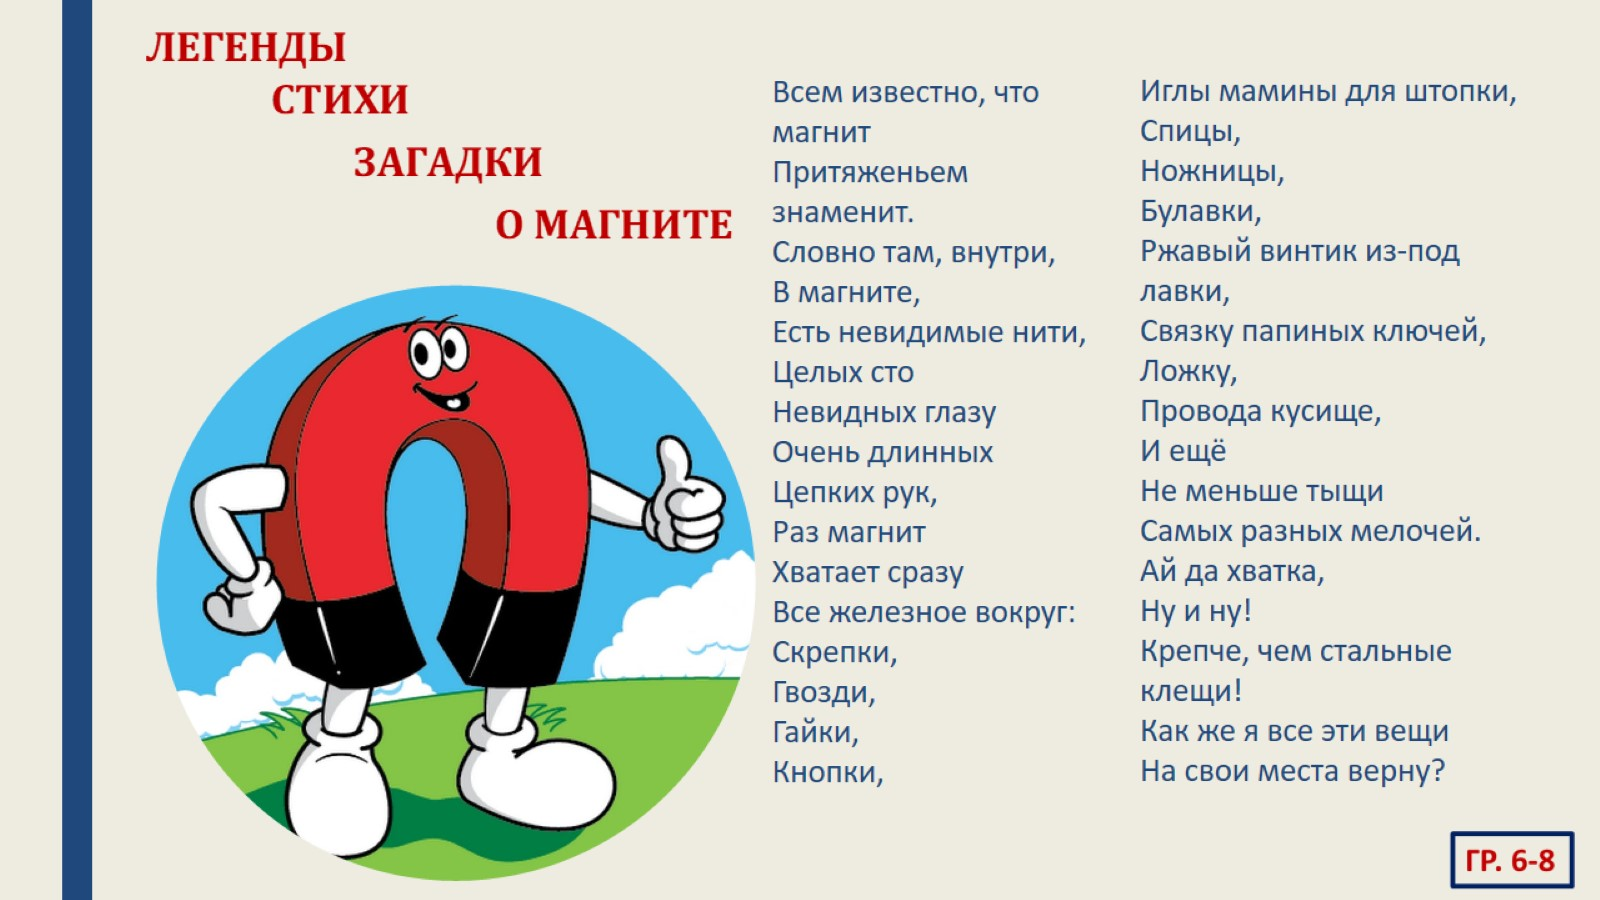 ЛЕГЕНДЫ
СТИХИ
ЗАГАДКИ
О МАГНИТЕ
Всем известно, что
магнит
Притяженьем
знаменит.
Словно там, внутри,
В магните,
Есть невидимые нити,
Целых сто
Невидных глазу
Очень длинных
Цепких рук,
Раз магнит
Хватает сразу
Все железное вокруг:
Скрепки,
Гвозди,
Гайки,
Кнопки,
Иглы мамины для штопки,
Спицы,
Ножницы,
Булавки,
Ржавый винтик из-под
лавки,
Связку папиных ключей,
Ложку,
Провода кусище,
И ещё
Не меньше тыщи
Самых разных мелочей.
Ай да хватка,
Ну и ну!
Крепче, чем стальные
клещи!
Как же я все эти вещи
На свои места верну?
ГР. 6-8